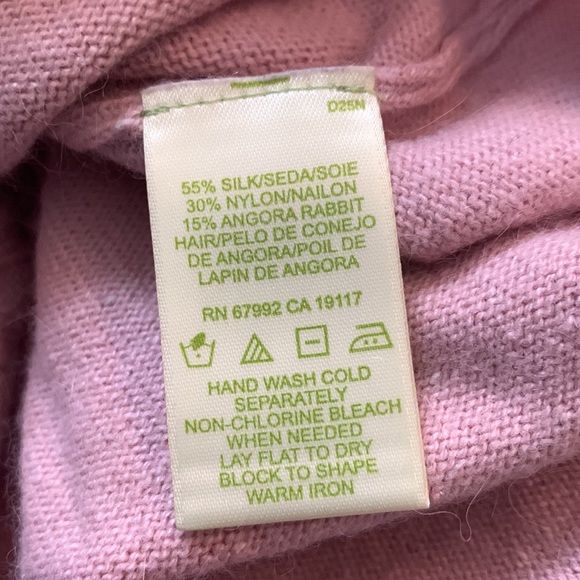 D25N
55% SILK/SEDA/SOIE
30% NYLON/NAILON
15% ANGORA RABBIT
HAIR/PELO DE CONEJO
DE ANGORA/POIL DE
LAPIN DE ANGORA
RN 67992 CA 19117
HAND WASH COLD
SEPARATELY
NON-CHLORINE BLEACH
WHEN NEEDED
LAY FLAT TO DRY
BLOCK TO SHAPE
WARM IRON